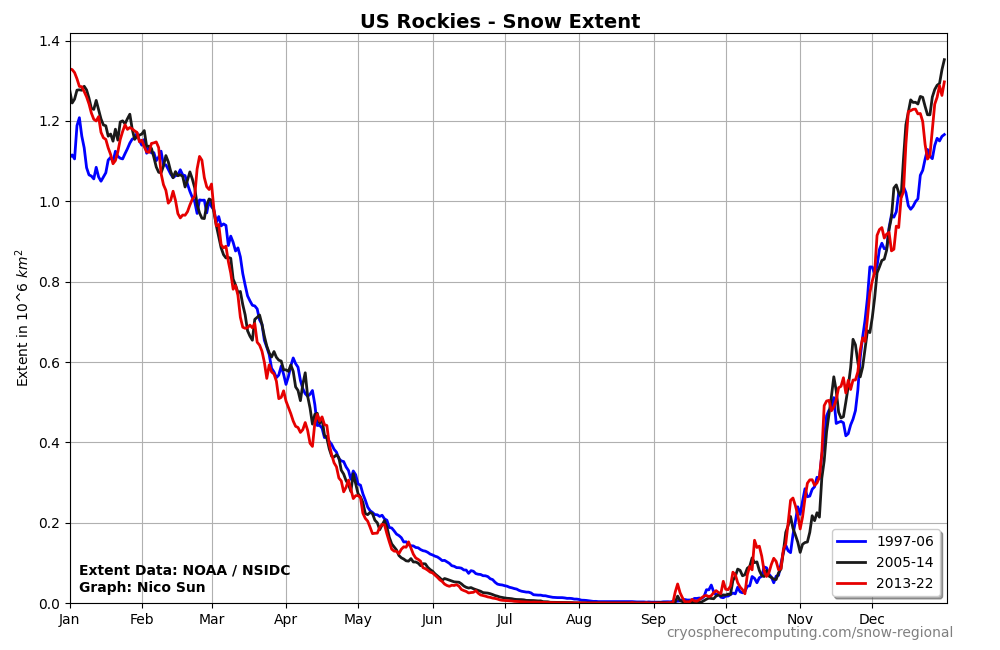 US Rockies - Snow Extent
1.4
1.2
1.0
0.8
0.6
0.4
0.2
0.0
Extent in 10^6 km²
Extent Data: NOAA / NSIDC
Graph: Nico Sun
1997-06
2005-14
2013-22
Jan Feb Mar Apr May Jun Jul Aug Sep Oct Nov Dec
cryospherecomputing.com/snow-regional